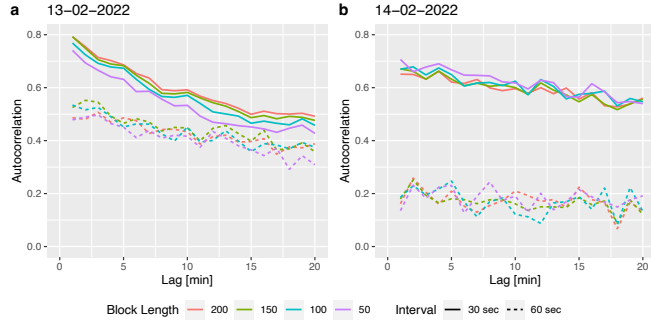 a 13-02-2022
0.8
0.6
0.4
0.2
0.0
Autocorrelation
0 5 10 15 20
Lag [min]
b 14-02-2022
0.8
0.6
0.4
0.2
0.0
Autocorrelation
0 5 10 15 20
Lag [min]
Block Length 200 150 100 50 Interval 30 sec 60 sec